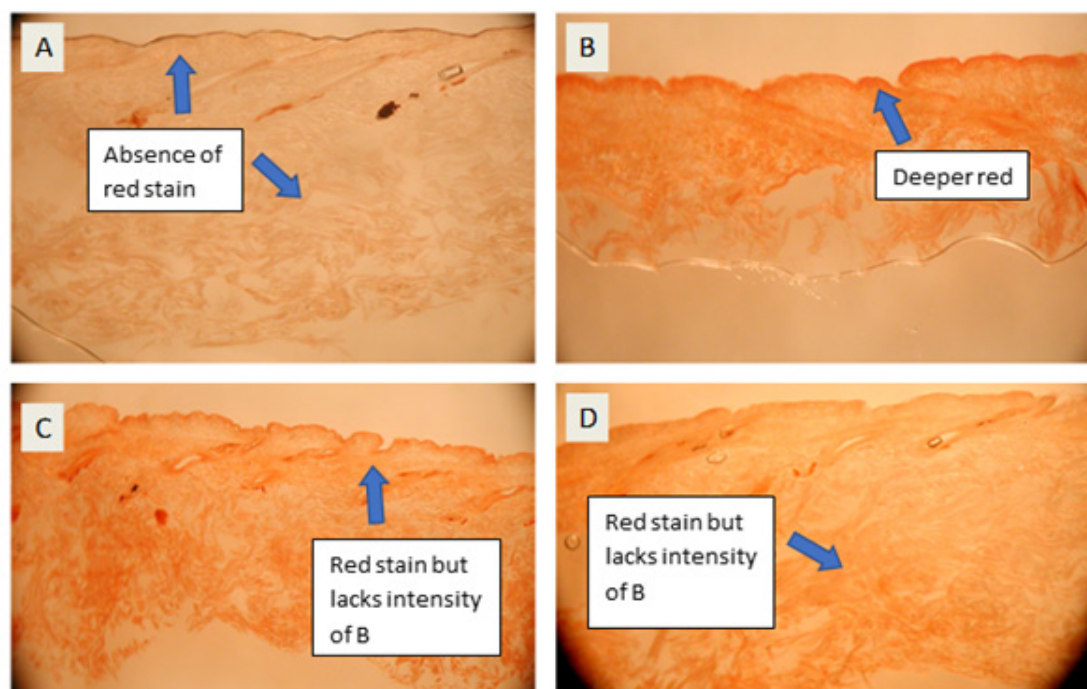 A
Absence of
red stain
B
Deeper red
C
Red stain but
lacks intensity
of B
D
Red stain but
lacks intensity
of B